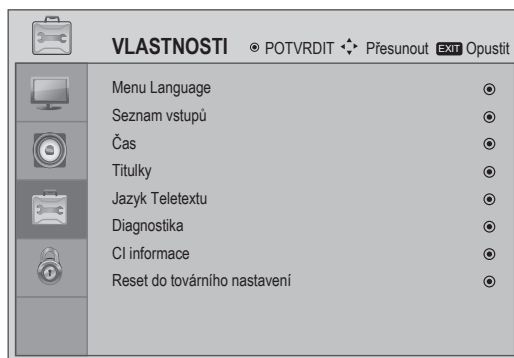 VLASTNOSTI POTVRDIT Přesunout EXIT Opustit
Menu Language
Seznam vstupů
Čas
Titulky
Jazyk Teletextu
Diagnostika
CI informace
Reset do továrního nastavení